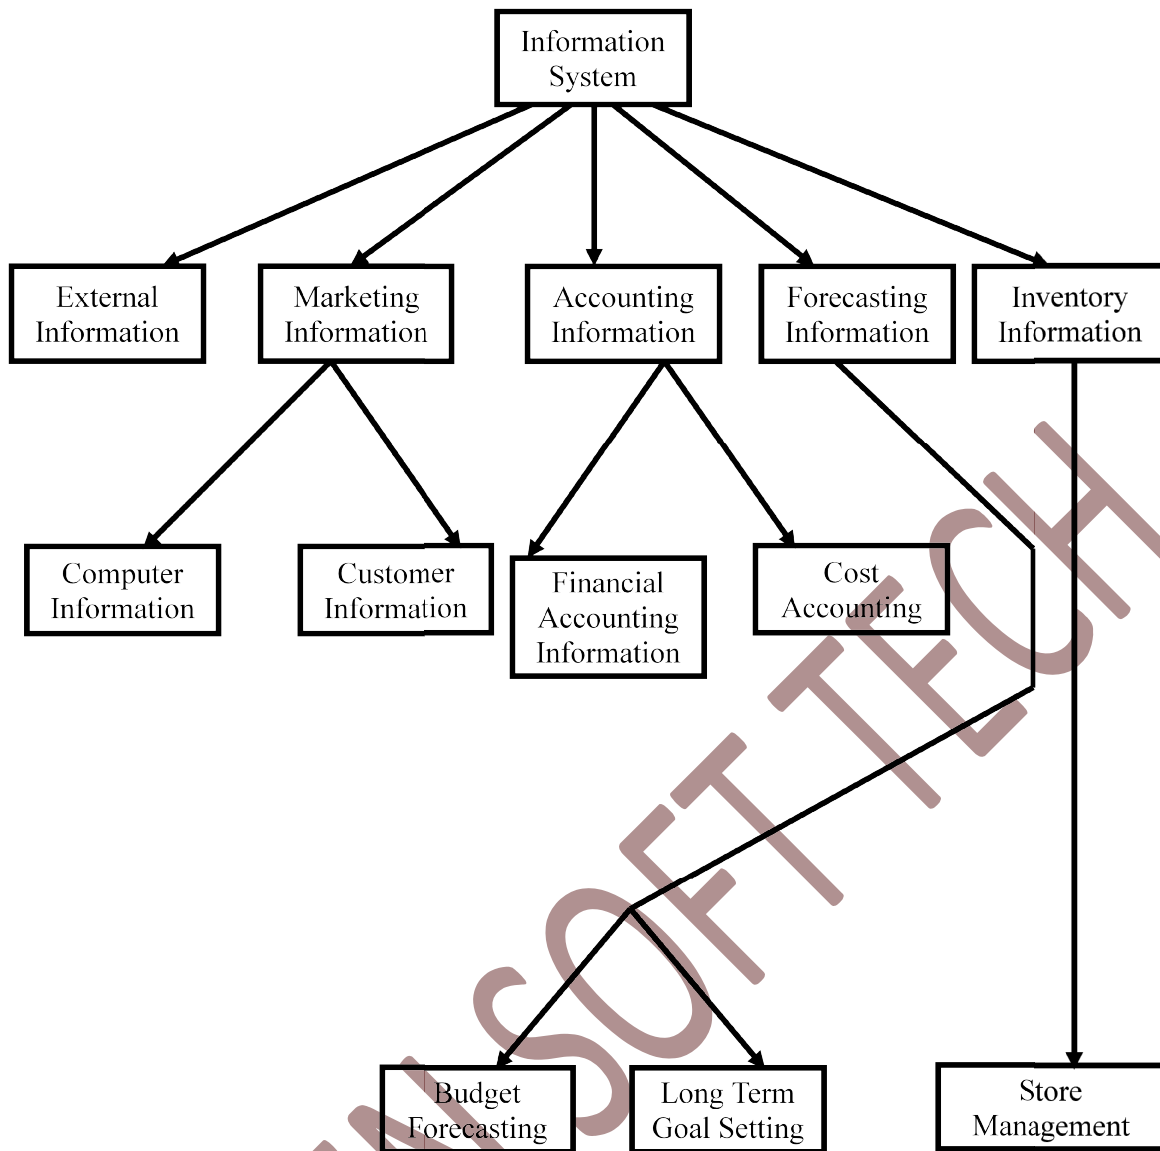 Information
System
External
Information
Marketing
Information
Accounting
Information
Forecasting
Information
Inventory
Information
Computer
Information
Customer
Information
Financial
Accounting
Information
Cost
Accounting
Budget
Forecasting
Long Term
Goal Setting
Store
Management
SOFT TECH